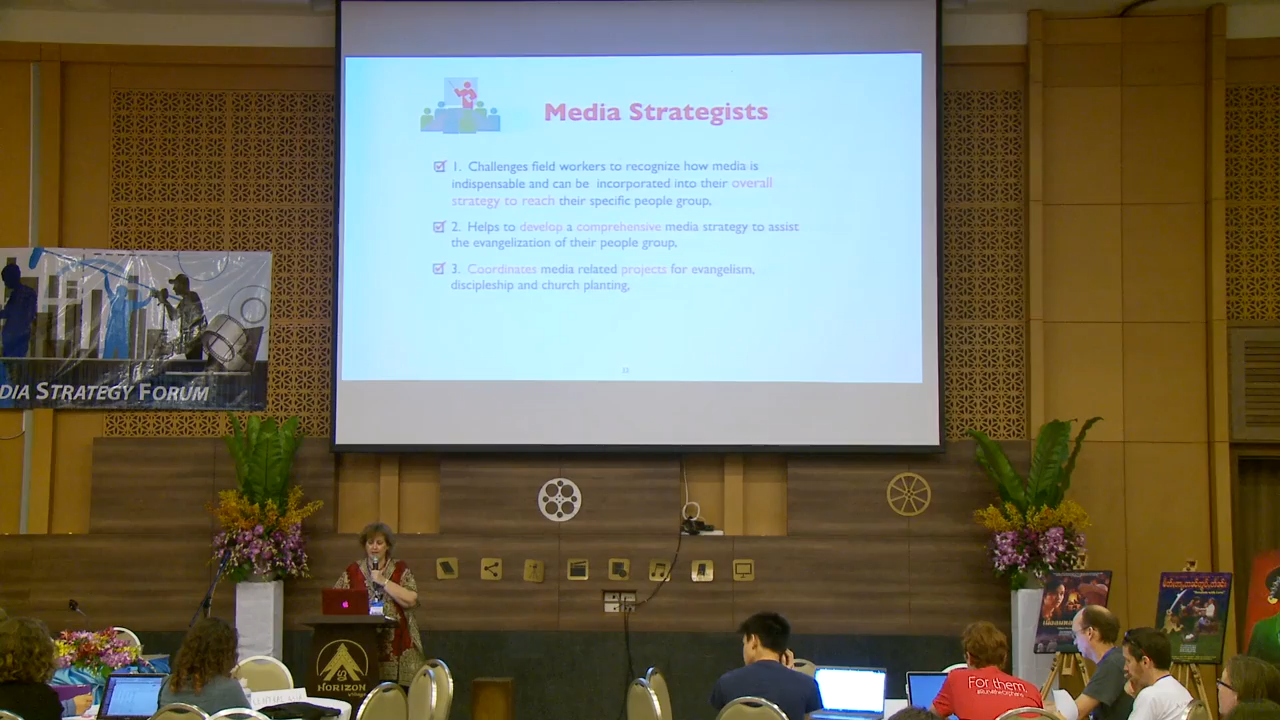 Media Strategists
1. Challenges field workers to recognize how media is
indispensable and can be incorporated into their overall
strategy to reach their specific people group.
2. Helps to develop a comprehensive media strategy to assist
the evangelization of their people group.
3. Coordinates media related projects for evangelism,
discipleship and church planting.
DIA STRATEGY FORUM
HORIZON
For them.